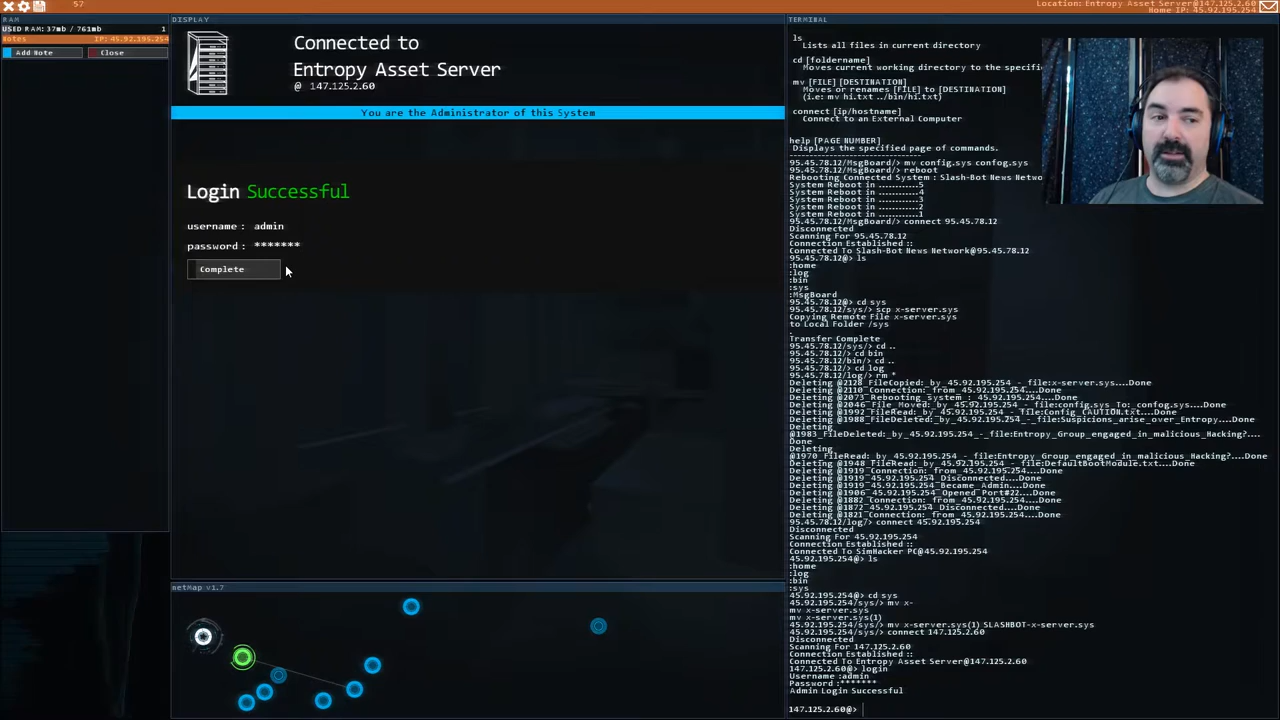 57
Location: Entropy Asset Server@147.125.2.60
Home IP: 45.92.195.254
RAM
USED RAM: 37mb / 761mb
1
Notes
IP: 45.92.195.254
Add Note
Close
DISPLAY
Connected to
Entropy Asset Server
@ 147.125.2.60
You are the Administrator of this System
Login Successful
username : admin
password : *******
Complete
netMap v1.7
TERMINAL
ls
Lists all files in current directory
cd [foldername]
Moves current working directory to the specifi
mv [FILE] [DESTINATION]
Moves or renames [FILE] to [DESTINATION]
(i.e: mv hi.txt ../bin/hi.txt)
connect [ip/hostname]
Connect to an External Computer
help [PAGE NUMBER]
Displays the specified page of commands.
---------------------------------
95.45.78.12/MsgBoard/> mv config.sys confog.sys
95.45.78.12/MsgBoard/> reboot
Rebooting Connected System : Slash-Bot News Netwo
System Reboot in ...........5
System Reboot in ...........4
System Reboot in ...........3
System Reboot in ...........2
System Reboot in ...........1
95.45.78.12/MsgBoard/> connect 95.45.78.12
Disconnected
Scanning For 95.45.78.12
Connection Established ::
Connected To Slash-Bot News Network@95.45.78.12
95.45.78.12@> ls
:home
:log
:bin
:sys
:MsgBoard
95.45.78.12@> cd sys
95.45.78.12/sys/> scp x-server.sys
Copying Remote File x-server.sys
to Local Folder /sys
.
Transfer Complete
95.45.78.12/sys/> cd ..
95.45.78.12/> cd bin
95.45.78.12/bin/> cd ..
95.45.78.12/> cd log
95.45.78.12/log/> rm *
Deleting @2128_FileCopied:_by_45.92.195.254_-_file:x-server.sys....Done
Deleting @2110_Connection:_from_45.92.195.254....Done
Deleting @2073_Rebooting_system_:_45.92.195.254....Done
Deleting @2046_File_Moved:_by_45.92.195.254_-_file:config.sys_To:_confog.sys....Done
Deleting @1992_FileRead:_by_45.92.195.254_-_file:Config_CAUTION.txt....Done
Deleting @1988_FileDeleted:_by_45.92.195.254_-_file:Suspicions_arise_over_Entropy....Done
Deleting
@1983_FileDeleted:_by_45.92.195.254_-_file:Entropy_Group_engaged_in_malicious_Hacking?....
Done
Deleting
@1970_FileRead:_by_45.92.195.254_-_file:Entropy_Group_engaged_in_malicious_Hacking?....Done
Deleting @1948_FileRead:_by_45.92.195.254_-_file:DefaultBootModule.txt....Done
Deleting @1919_Connection:_from_45.92.195.254....Done
Deleting @1919_45.92.195.254_Disconnected....Done
Deleting @1919_45.92.195.254_Became_Admin....Done
Deleting @1906_45.92.195.254_Opened_Port#22....Done
Deleting @1882_Connection:_from_45.92.195.254....Done
Deleting @1872_45.92.195.254_Disconnected....Done
Deleting @1821_Connection:_from_45.92.195.254....Done
95.45.78.12/log/> connect 45.92.195.254
Disconnected
Scanning For 45.92.195.254
Connection Established ::
Connected To SimHacker PC@45.92.195.254
45.92.195.254@> ls
:home
:log
:bin
:sys
45.92.195.254@> cd sys
45.92.195.254/sys/> mv x-
mv x-server.sys
mv x-server.sys(1)
45.92.195.254/sys/> mv x-server.sys(1) SLASHBOT-x-server.sys
45.92.195.254/sys/> connect 147.125.2.60
Disconnected
Scanning For 147.125.2.60
Connection Established ::
Connected To Entropy Asset Server@147.125.2.60
147.125.2.60@> login
Username :admin
Password :*******
Admin Login Successful
147.125.2.60@>